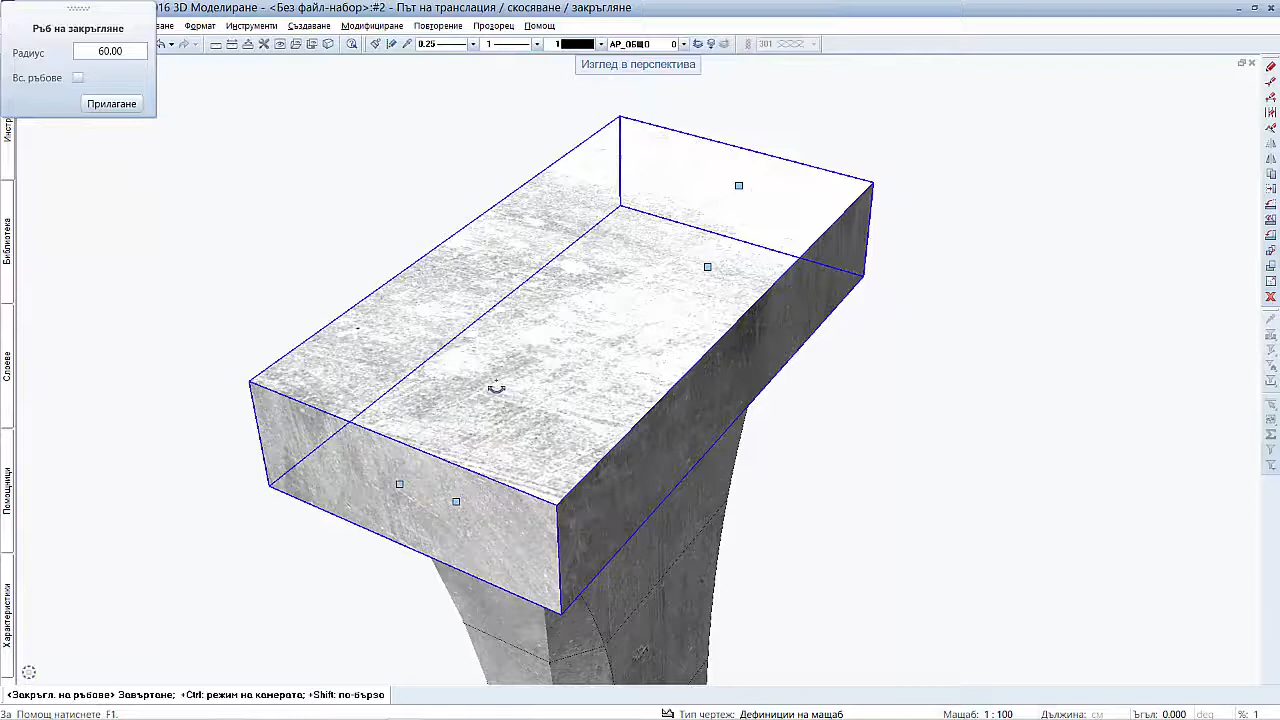 16 3D Моделиране - <Без файл-набор>:#2 - Път на транслация / скосяване / закръгляне
Формат Инструменти Създаване Модифициране Повторение Прозорец Помощ
Ръб на закръгляне
0.25 1 1 АР_ОБЩО 0 301
Радиус 60.00
Изглед в перспектива
Вс. ръбове
Прилагане
Библиотека
Слоеве
Помощници
Характеристики
<Закръгл. на ръбове> Завъртане; +Ctrl: режим на камерата; +Shift: по-бързо
За Помощ натиснете F1.
Тип чертеж: Дефиниции на мащаб Мащаб: 1 : 100 Дължина: см Ъгъл: 0.000 deg %: 1